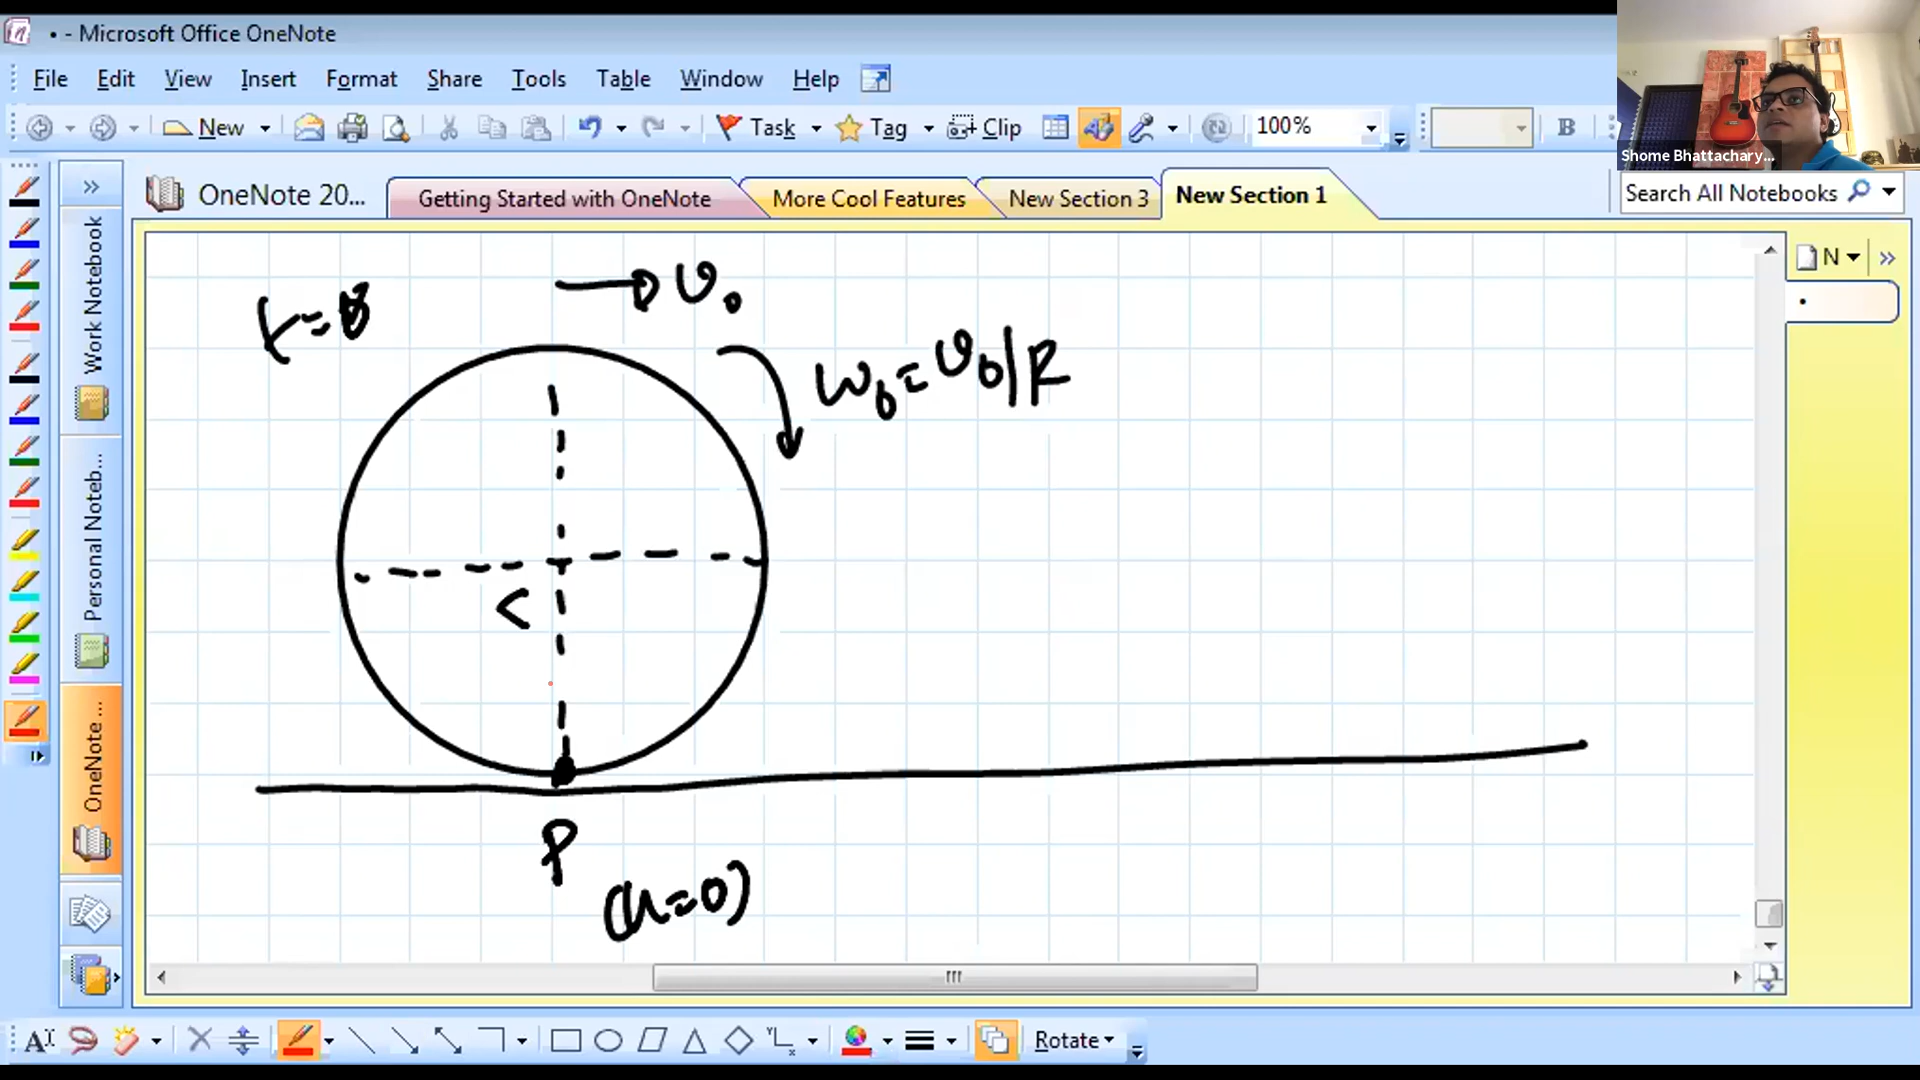 • - Microsoft Office OneNote
File Edit View Insert Format Share Tools Table Window Help
New Task Tag Clip 100% B
Shome Bhattachary...
OneNote 20... Getting Started with OneNote More Cool Features New Section 3 New Section 1
Search All Notebooks
N
Work Notebook
Personal Noteb...
OneNote ...
t=0
v₀
ω₀=v₀/R
C
P
(u=0)
Rotate